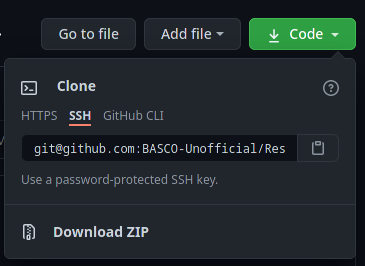 Go to file Add file Code
Clone
HTTPS SSH GitHub CLI
git@github.com:BASCO-Unofficial/Res
Use a password-protected SSH key.
Download ZIP